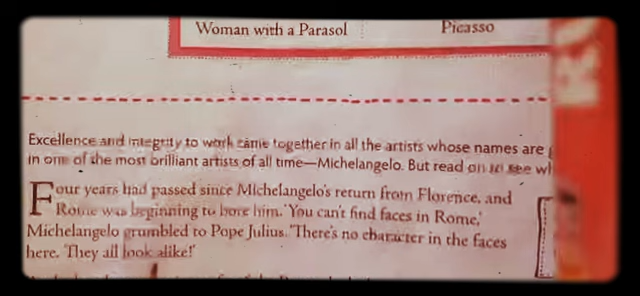 Woman with a Parasol Picasso
Excellence and integrity to work came together in all the artists whose names are
in one of the most brilliant artists of all time—Michelangelo. But read on to see
Four years had passed since Michelangelo's return from Florence, and
Rome was beginning to bore him. 'You can't find faces in Rome,'
Michelangelo grumbled to Pope Julius. 'There's no character in the faces
here. They all look alike!'